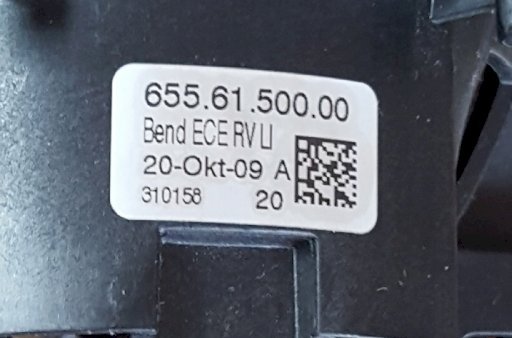 655.61.500.00
Bend ECE RV LI
20-Okt-09 A
310158 20